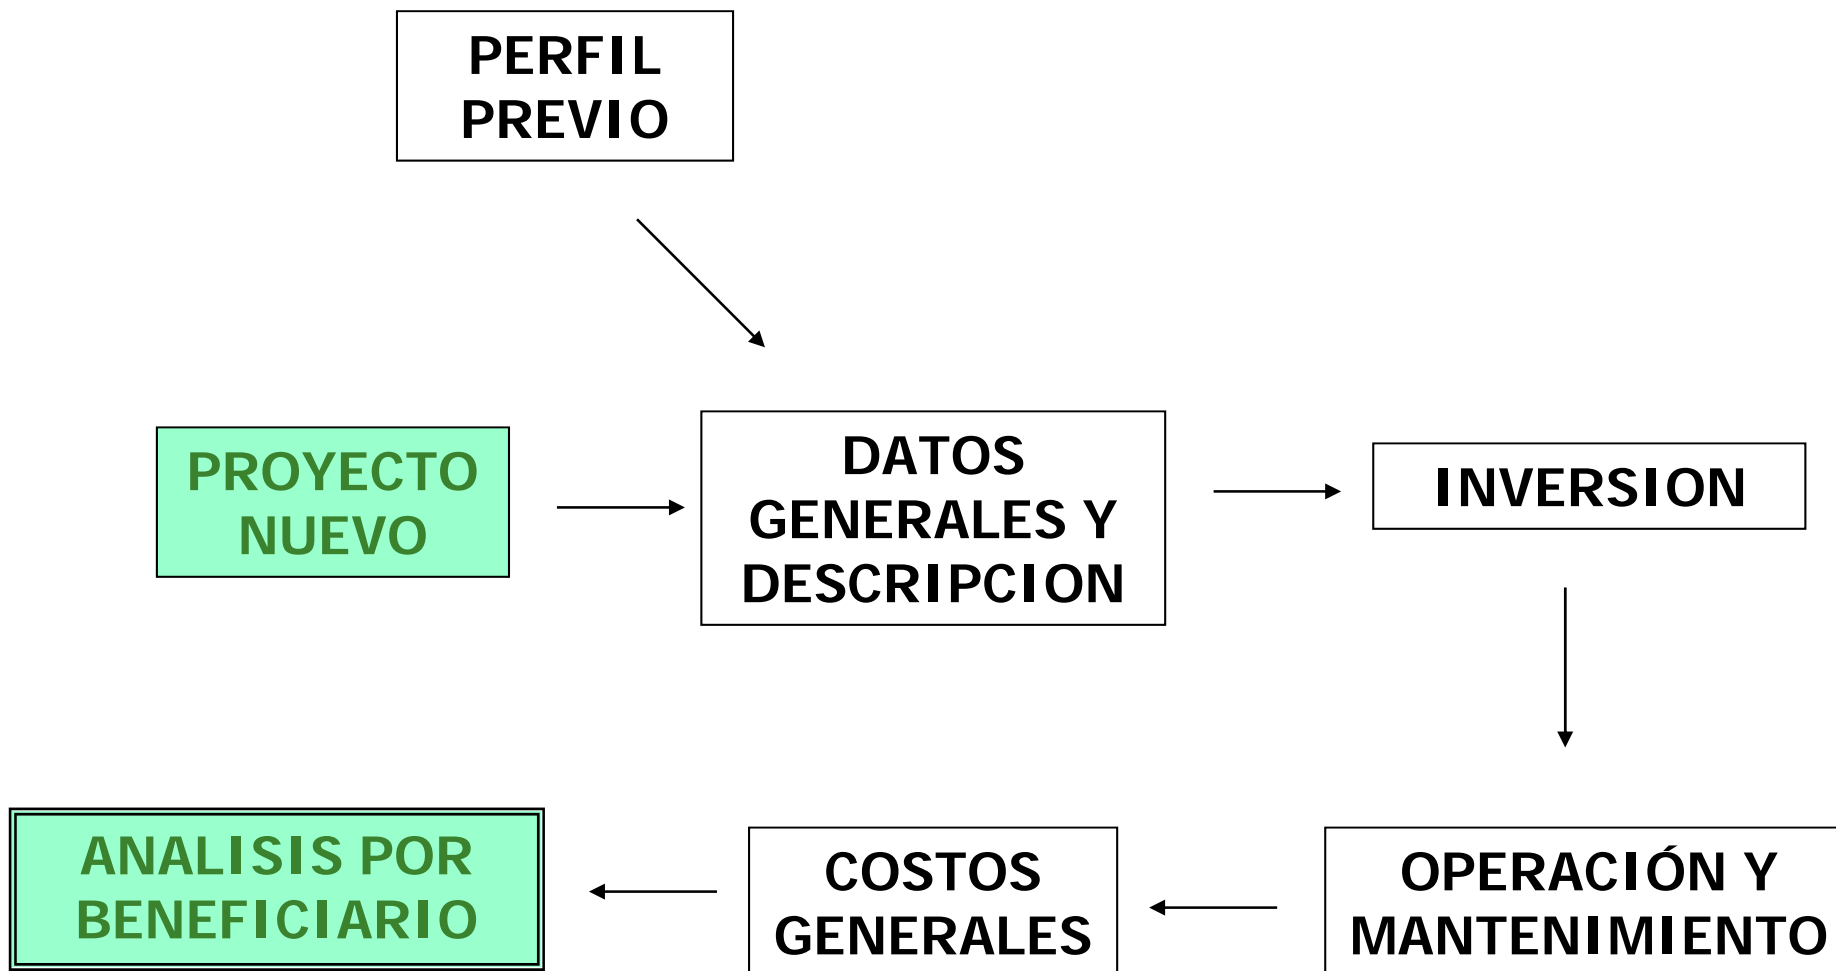 PERFIL
PREVIO
PROYECTO
NUEVO
DATOS
GENERALES Y
DESCRIPCION
INVERSION
ANALISIS POR
BENEFICIARIO
COSTOS
GENERALES
OPERACIÓN Y
MANTENIMIENTO